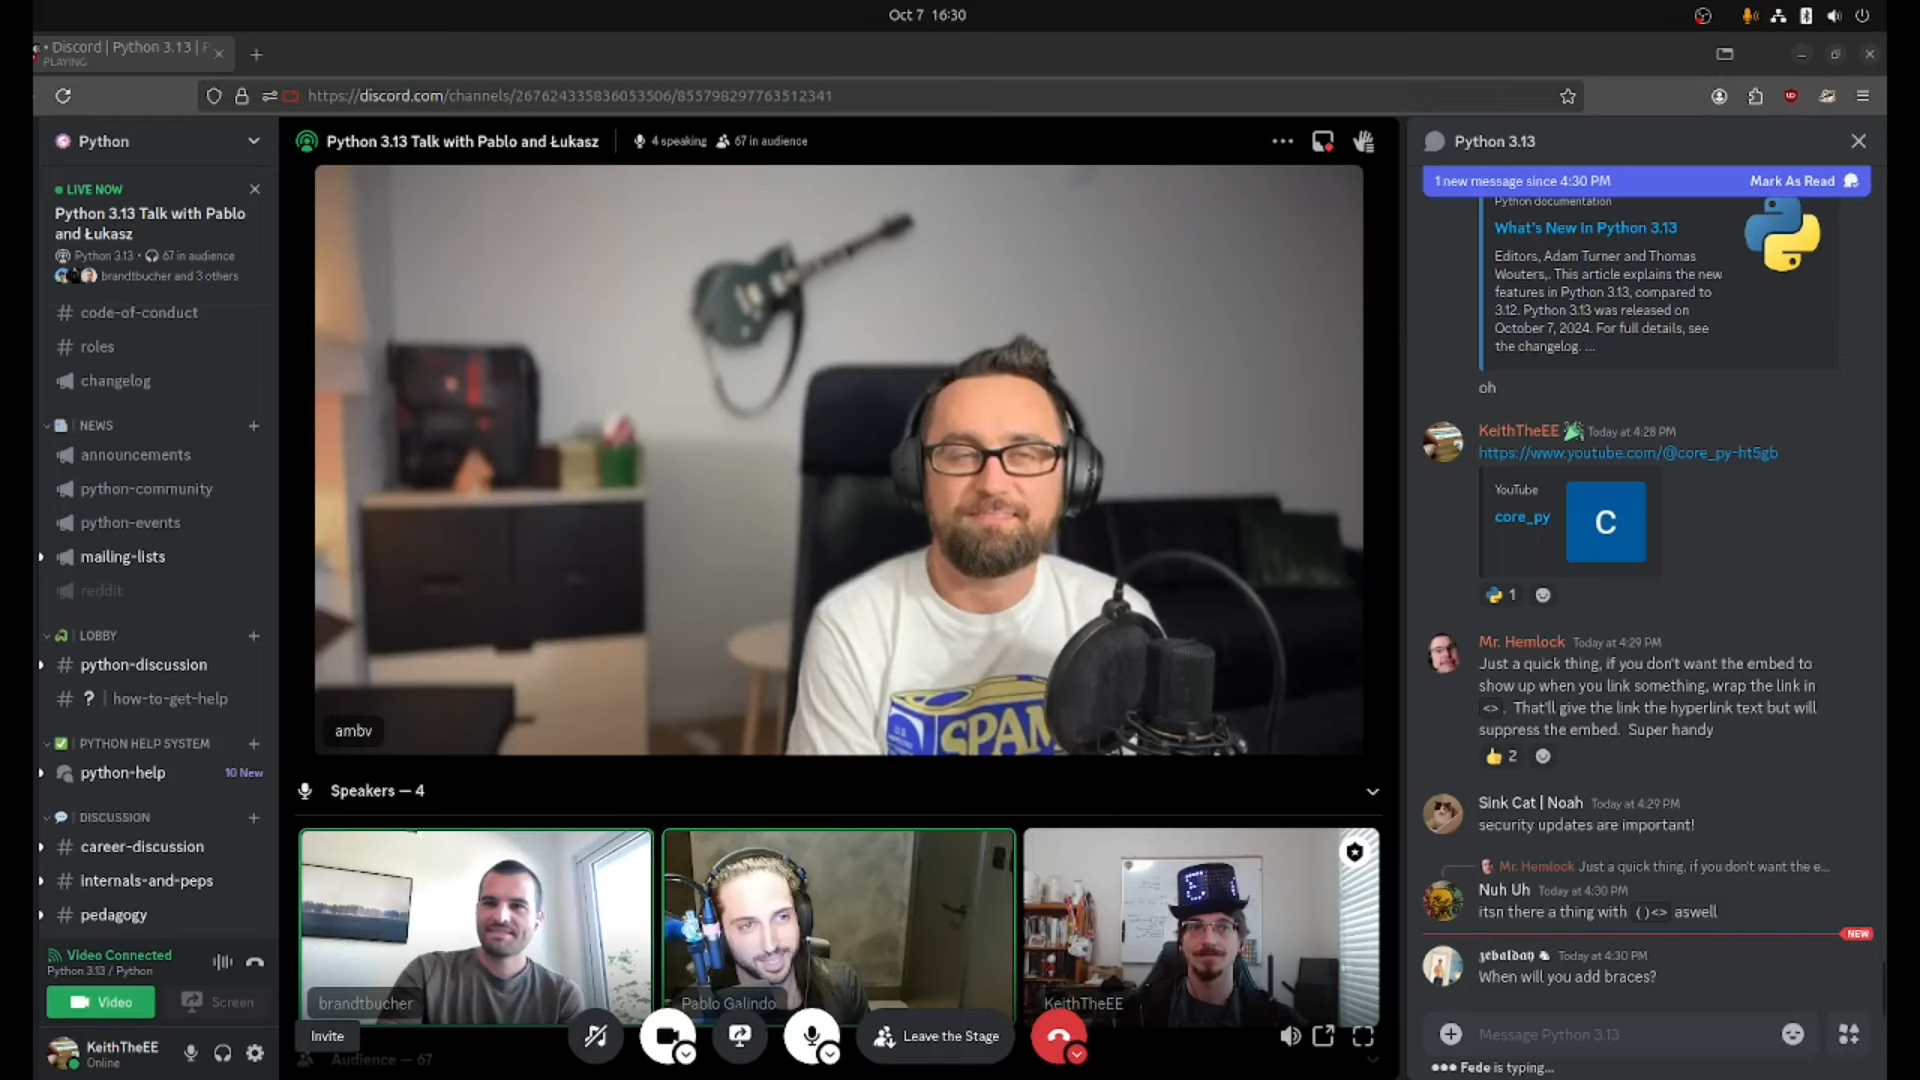 Oct 7 16:30
Discord | Python 3.13 |
PLAYING
https://discord.com/channels/267624335836053506/855798297763512341
Python
LIVE NOW
Python 3.13 Talk with Pablo
and Łukasz
Python 3.13 • 67 in audience
brandtbucher and 3 others
code-of-conduct
roles
changelog
NEWS
announcements
python-community
python-events
mailing-lists
reddit
LOBBY
python-discussion
? | how-to-get-help
PYTHON HELP SYSTEM
python-help
10 New
DISCUSSION
career-discussion
internals-and-peps
pedagogy
Video Connected
Python 3.13 / Python
Video
Screen
KeithTheEE
Online
Python 3.13 Talk with Pablo and Łukasz
4 speaking
67 in audience
SPAM
ambv
Speakers — 4
brandtbucher
Pablo Galindo
KeithTheEE
Invite
Leave the Stage
Audience — 67
Python 3.13
1 new message since 4:30 PM
Mark As Read
Python documentation
What's New In Python 3.13
Editors, Adam Turner and Thomas
Wouters,. This article explains the new
features in Python 3.13, compared to
3.12. Python 3.13 was released on
October 7, 2024. For full details, see
the changelog. ...
oh
KeithTheEE Today at 4:28 PM
https://www.youtube.com/@core_py-ht5gb
YouTube
core_py
C
1
Mr. Hemlock Today at 4:29 PM
Just a quick thing, if you don't want the embed to
show up when you link something, wrap the link in
<> . That'll give the link the hyperlink text but will
suppress the embed. Super handy
2
Sink Cat | Noah Today at 4:29 PM
security updates are important!
Mr. Hemlock Just a quick thing, if you don't want the e...
Nuh Uh Today at 4:30 PM
itsn there a thing with ()<> aswell
NEW
𝖟𝖊𝖇𝖆𝖑𝖉𝖆𝖞 Today at 4:30 PM
When will you add braces?
Message Python 3.13
Fede is typing...